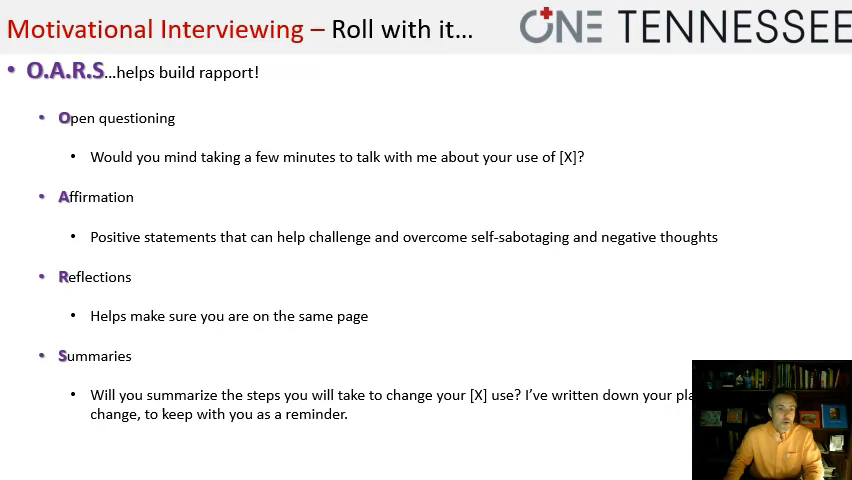 Motivational Interviewing – Roll with it...
ONE TENNESSEE
• O.A.R.S...helps build rapport!
• Open questioning
• Would you mind taking a few minutes to talk with me about your use of [X]?
• Affirmation
• Positive statements that can help challenge and overcome self-sabotaging and negative thoughts
• Reflections
• Helps make sure you are on the same page
• Summaries
• Will you summarize the steps you will take to change your [X] use? I've written down your
change, to keep with you as a reminder.